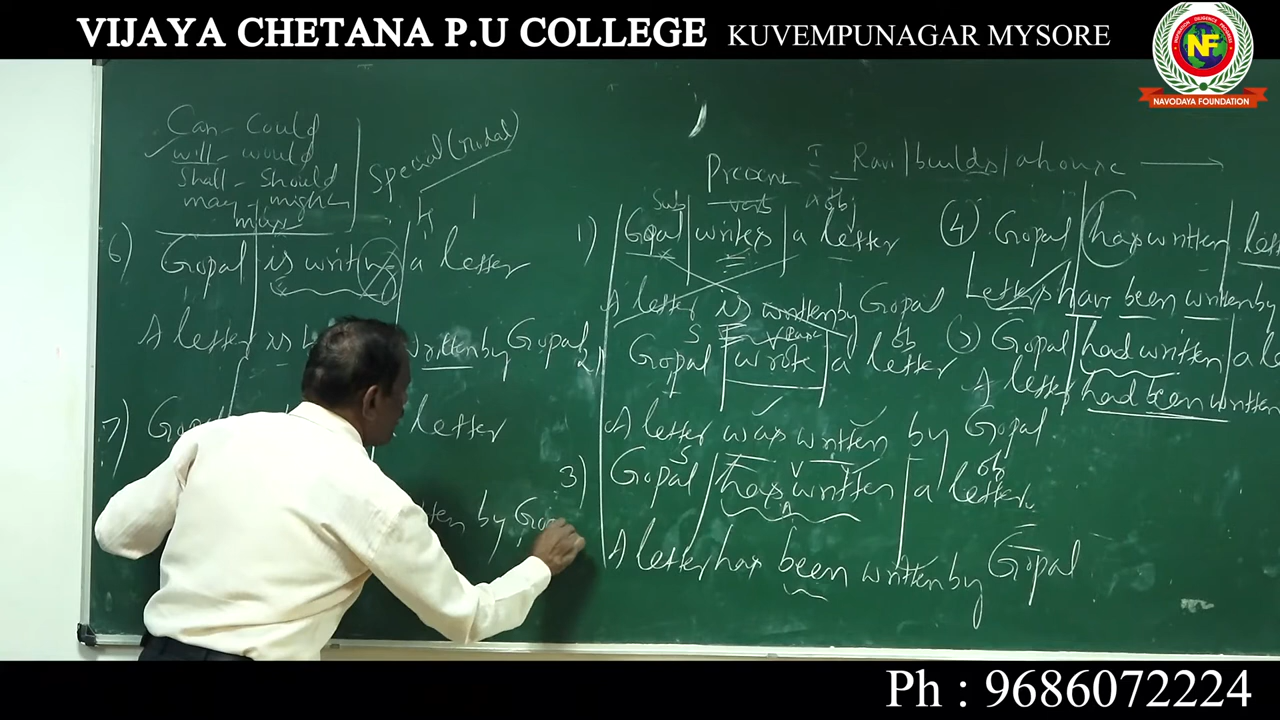 VIJAYA CHETANA P.U COLLEGE KUVEMPUNAGAR MYSORE
NF
NAVODAYA FOUNDATION
Can - Could
will - would
Shall - Should
may - might
must
Special (Modal)
6) Gopal is writing a letter
A letter is written by Gopal
7) letter
by
I Ravi / builds / a house
Present
Sub verb obj
1) Gopal writes a letter
A letter is written by Gopal
S V ob
2) Gopal wrote a letter
A letter was written by Gopal
S V ob
3) Gopal has written a letter
A letter has been written by Gopal
4) Gopal has written
Letters have been written by
5) Gopal had written a
A letter had been written
Ph : 9686072224